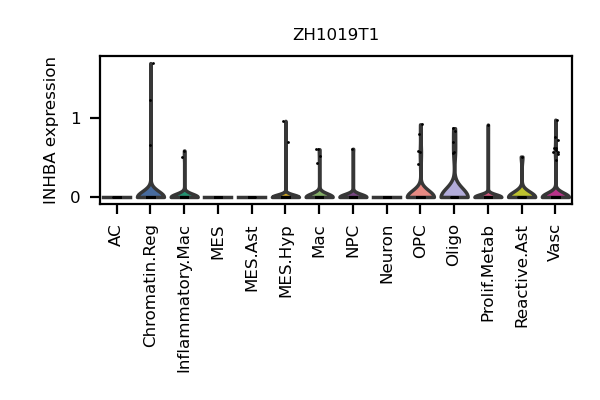 ZH1019T1
INHBA expression
1
0
AC
Chromatin.Reg
Inflammatory.Mac
MES
MES.Ast
MES.Hyp
Mac
NPC
Neuron
OPC
Oligo
Prolif.Metab
Reactive.Ast
Vasc